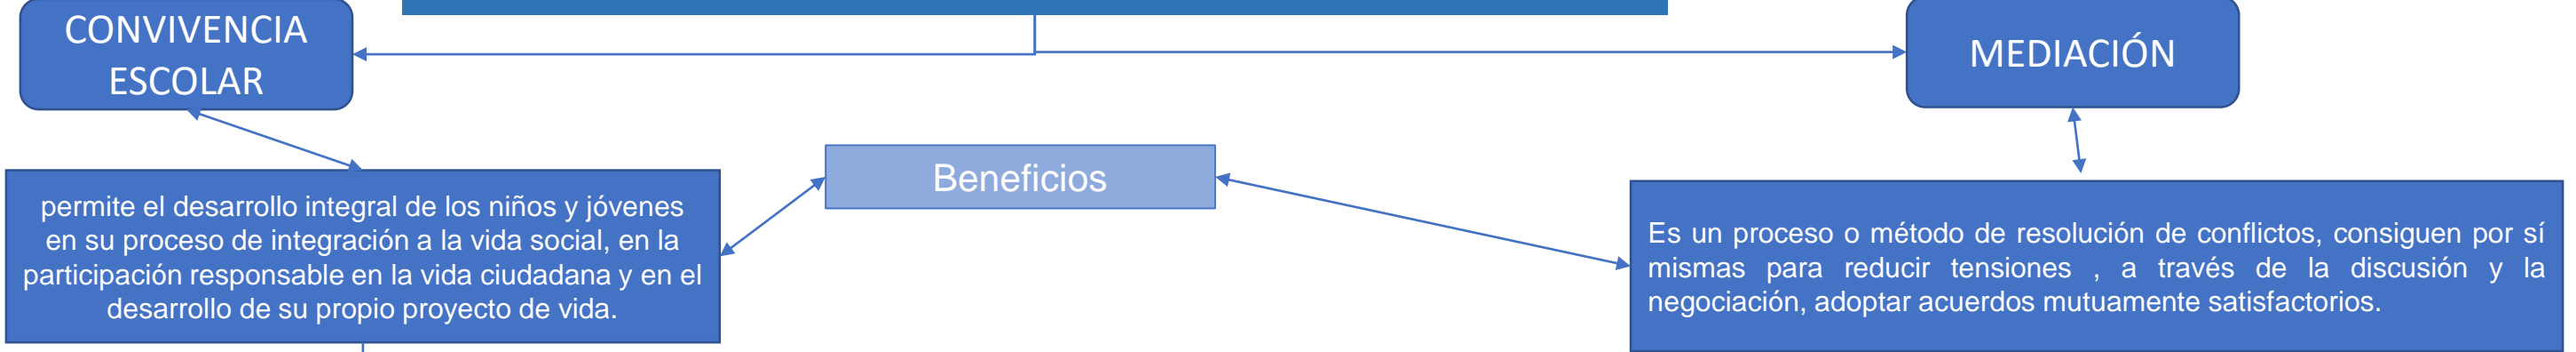 CONVIVENCIA
ESCOLAR
MEDIACIÓN
Beneficios
permite el desarrollo integral de los niños y jóvenes
en su proceso de integración a la vida social, en la
participación responsable en la vida ciudadana y en el
desarrollo de su propio proyecto de vida.
Es un proceso o método de resolución de conflictos, consiguen por sí
mismas para reducir tensiones , a través de la discusión y la
negociación, adoptar acuerdos mutuamente satisfactorios.